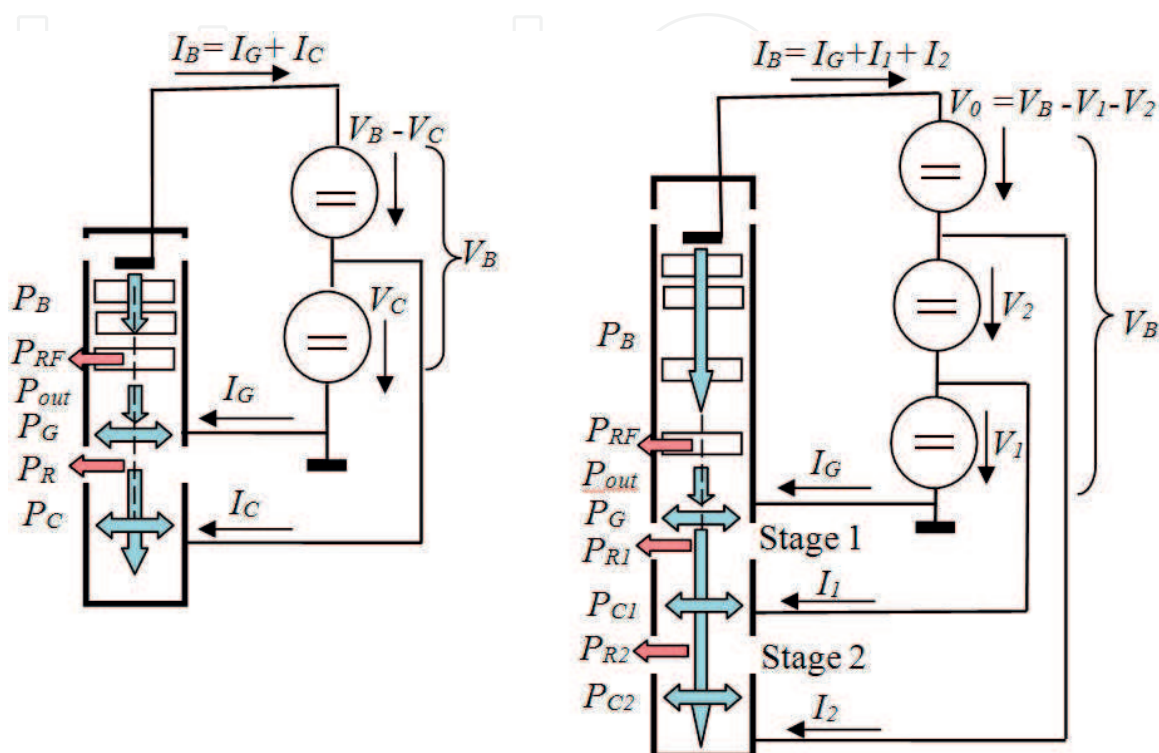 I_B = I_G + I_C
V_B - V_C
V_B
V_C
P_B
P_RF
P_out
I_G
P_G
P_R
I_C
P_C
I_B = I_G+I_1+ I_2
V_0 =V_B -V_1-V_2
V_2
V_B
P_B
V_1
P_RF
I_G
P_out
P_G
Stage 1
P_R1
I_1
P_C1
P_R2
Stage 2
P_C2
I_2